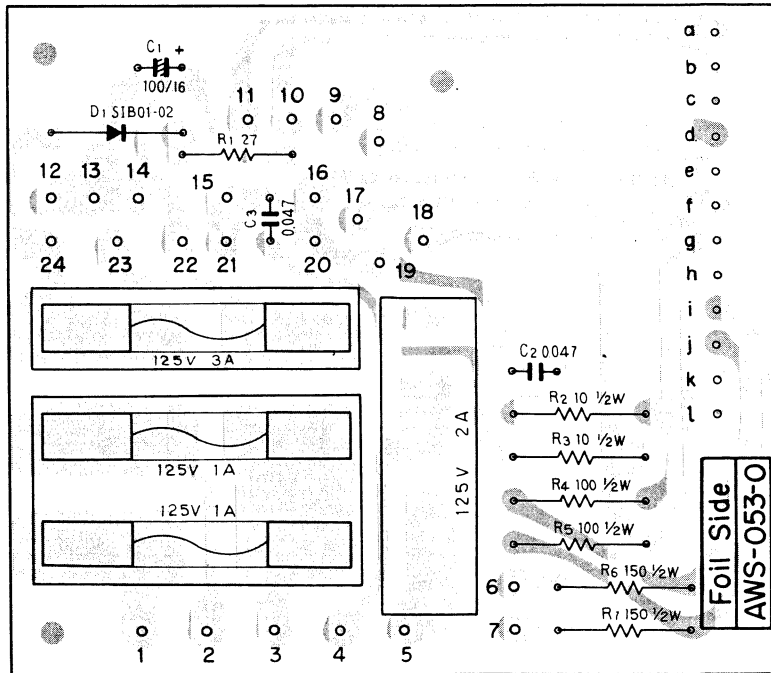 a
b
c
d
e
f
g
h
i
j
k
l
C1 +
100/16
D1 SIB01-02
11 10 9 8
R1 27
12 13 14 15 16 17 18
C3 0.047
24 23 22 21 20 19
125V 3A
125V 1A
125V 1A
125V 2A
C2 0047
R2 10 ½W
R3 10 ½W
R4 100 ½W
R5 100 ½W
R6 150 ½W
R7 150 ½W
6
7
1 2 3 4 5
Foil Side
AWS-053-0